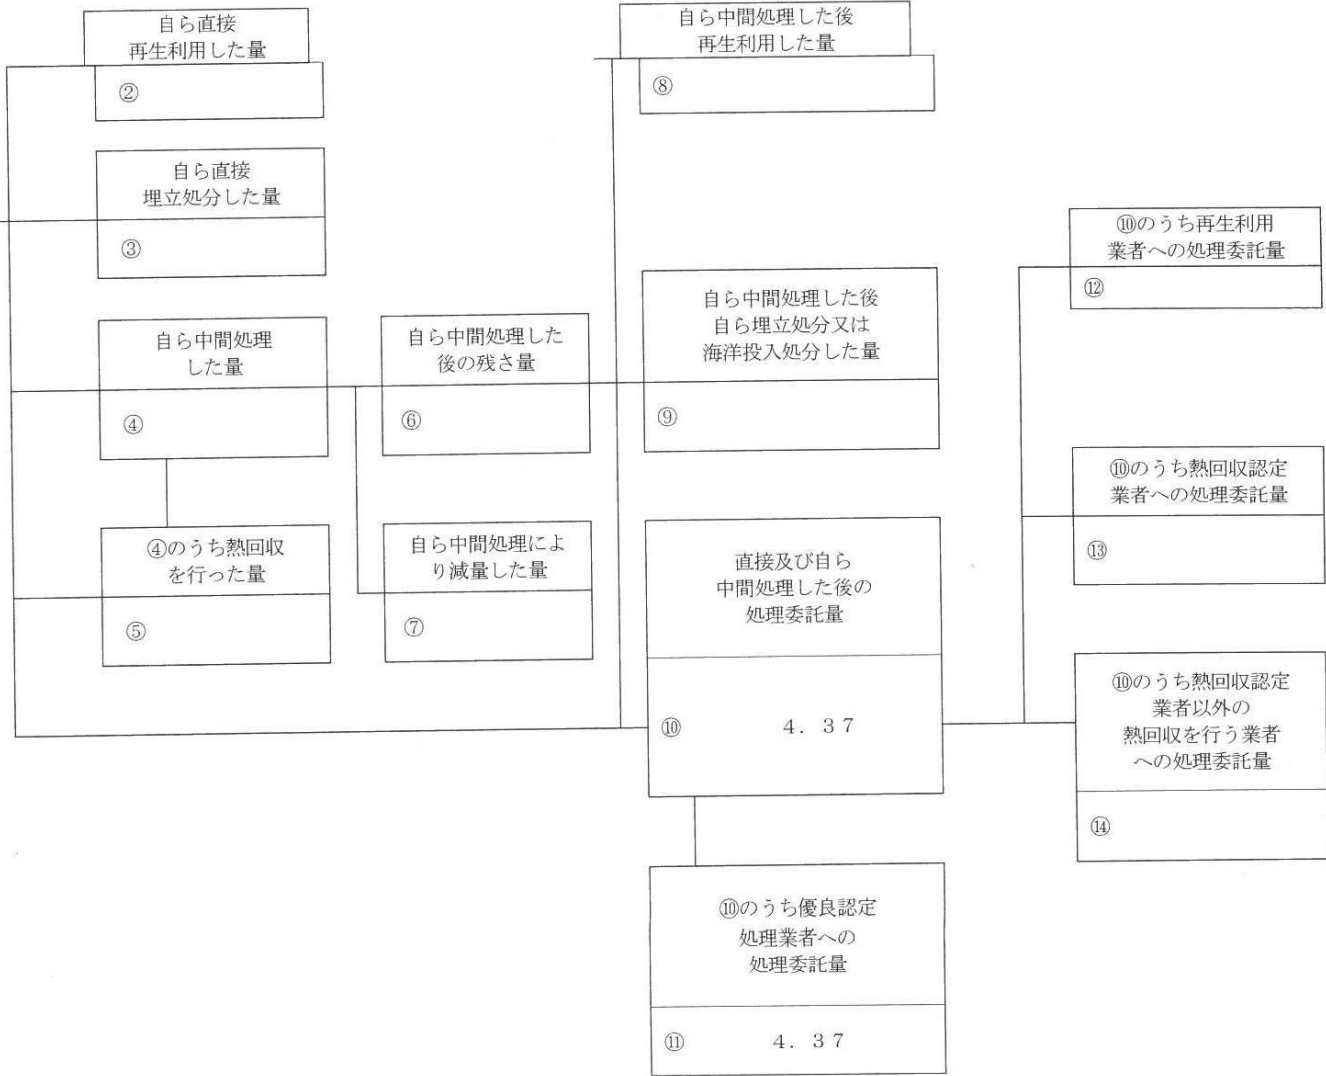 自ら直接
再生利用した量
②
自ら直接
埋立処分した量
③
自ら中間処理
した量
④
④のうち熱回収
を行った量
⑤
自ら中間処理した
後の残さ量
⑥
自ら中間処理によ
り減量した量
⑦
自ら中間処理した後
再生利用した量
⑧
自ら中間処理した後
自ら埋立処分又は
海洋投入処分した量
⑨
直接及び自ら
中間処理した後の
処理委託量
⑩ 4.37
⑩のうち優良認定
処理業者への
処理委託量
⑪ 4.37
⑩のうち再生利用
業者への処理委託量
⑫
⑩のうち熱回収認定
業者への処理委託量
⑬
⑩のうち熱回収認定
業者以外の
熱回収を行う業者
への処理委託量
⑭